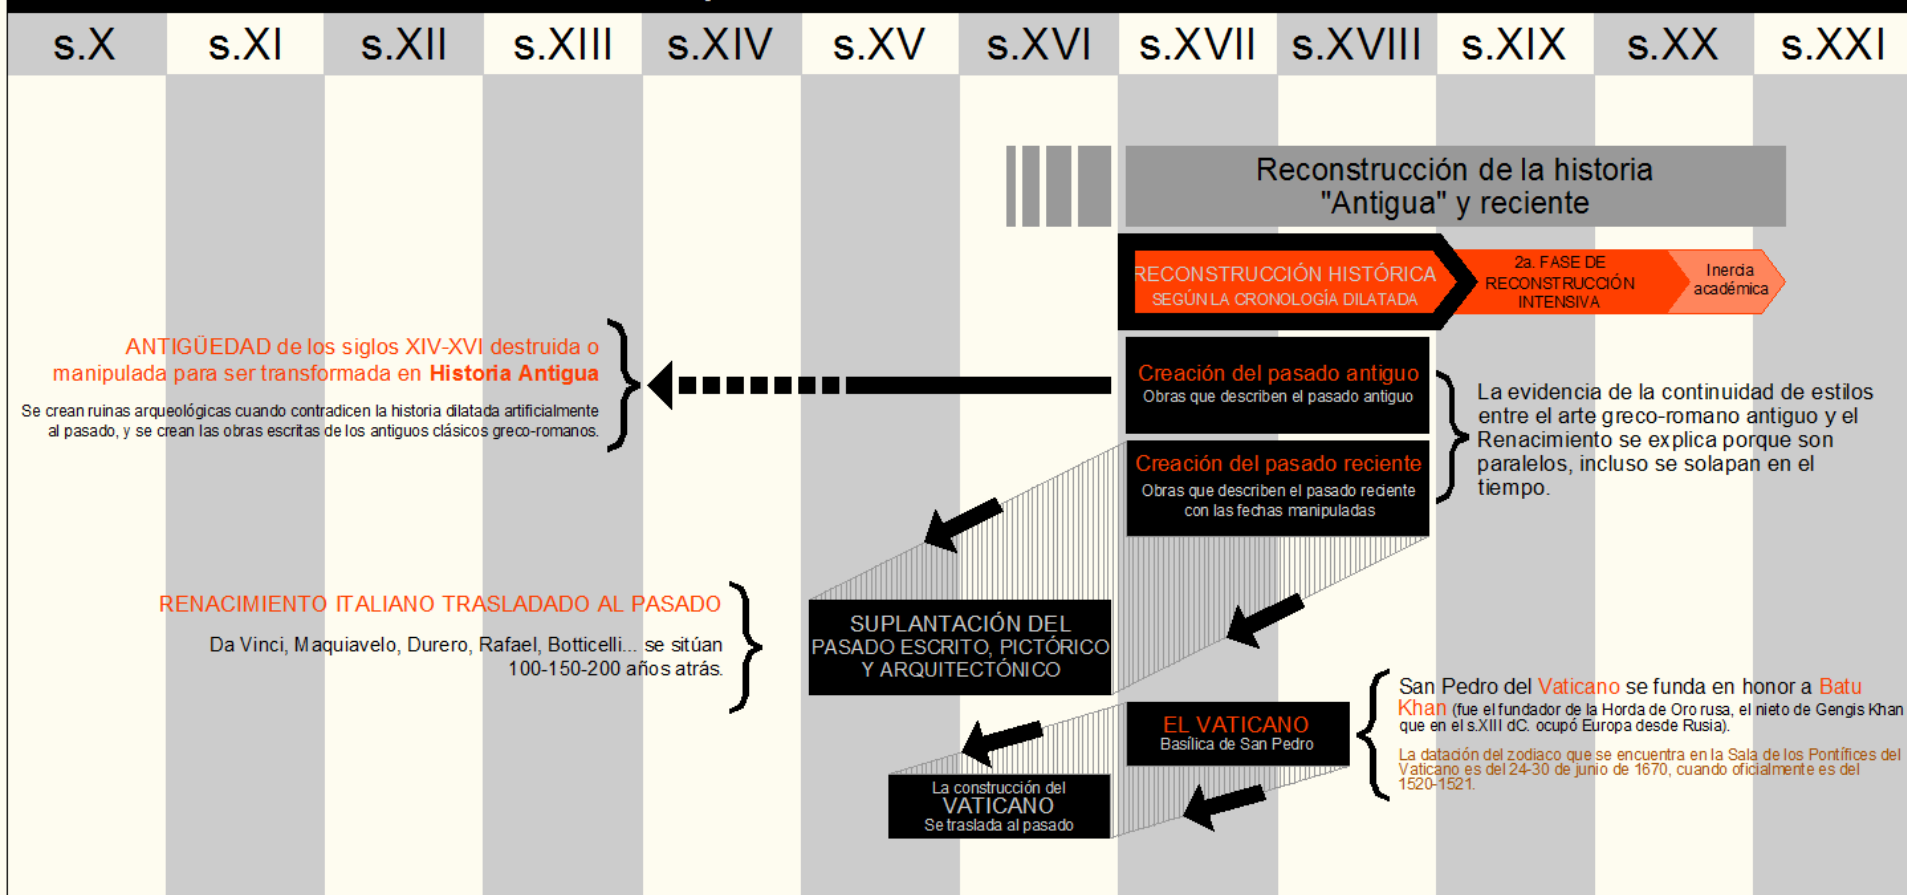 s.X s.XI s.XII s.XIII s.XIV s.XV s.XVI s.XVII s.XVIII s.XIX s.XX s.XXI
Reconstrucción de la historia
"Antigua" y reciente
RECONSTRUCCIÓN HISTÓRICA
SEGÚN LA CRONOLOGÍA DILATADA
2a. FASE DE
RECONSTRUCCIÓN
INTENSIVA
Inercia
académica
ANTIGÜEDAD de los siglos XIV-XVI destruida o
manipulada para ser transformada en Historia Antigua
Se crean ruinas arqueológicas cuando contradicen la historia dilatada artificialmente
al pasado, y se crean las obras escritas de los antiguos clásicos greco-romanos.
Creación del pasado antiguo
Obras que describen el pasado antiguo
Creación del pasado reciente
Obras que describen el pasado reciente
con las fechas manipuladas
La evidencia de la continuidad de estilos
entre el arte greco-romano antiguo y el
Renacimiento se explica porque son
paralelos, incluso se solapan en el
tiempo.
RENACIMIENTO ITALIANO TRASLADADO AL PASADO
Da Vinci, Maquiavelo, Durero, Rafael, Botticelli... se sitúan
100-150-200 años atrás.
SUPLANTACIÓN DEL
PASADO ESCRITO, PICTÓRICO
Y ARQUITECTÓNICO
EL VATICANO
Basílica de San Pedro
San Pedro del Vaticano se funda en honor a Batu
Khan (fue el fundador de la Horda de Oro rusa, el nieto de Gengis Khan
que en el s.XIII dC. ocupó Europa desde Rusia).
La datación del zodiaco que se encuentra en la Sala de los Pontífices del
Vaticano es del 24-30 de junio de 1670, cuando oficialmente es del
1520-1521.
La construcción del
VATICANO
Se traslada al pasado